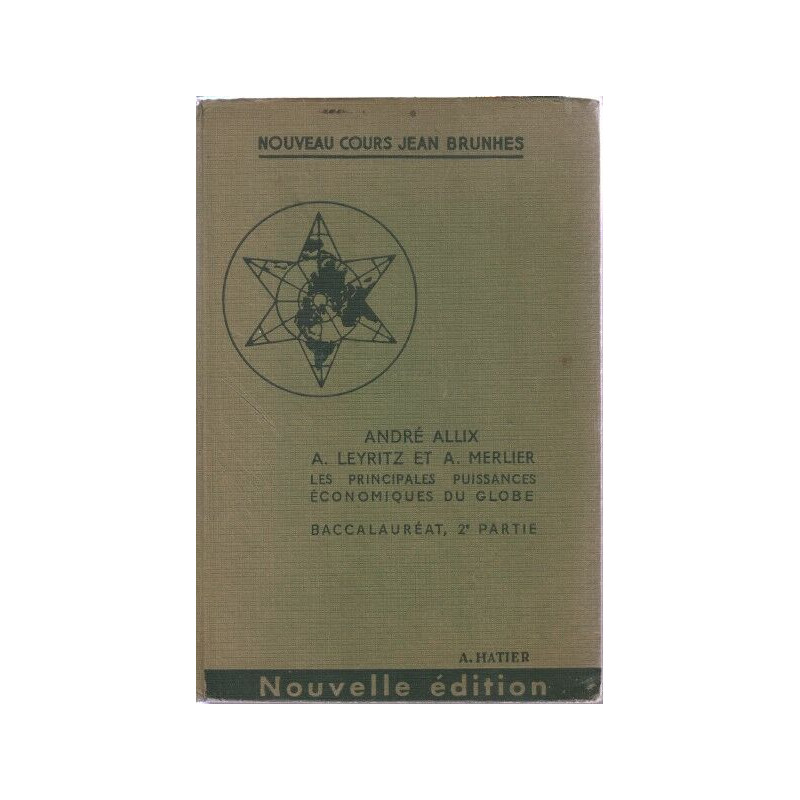 NOUVEAU COURS JEAN BRUNHES
ANDRÉ ALLIX
A. LEYRITZ ET A. MERLIER
LES PRINCIPALES PUISSANCES
ÉCONOMIQUES DU GLOBE
BACCALAURÉAT, 2e PARTIE
A. HATIER
Nouvelle édition